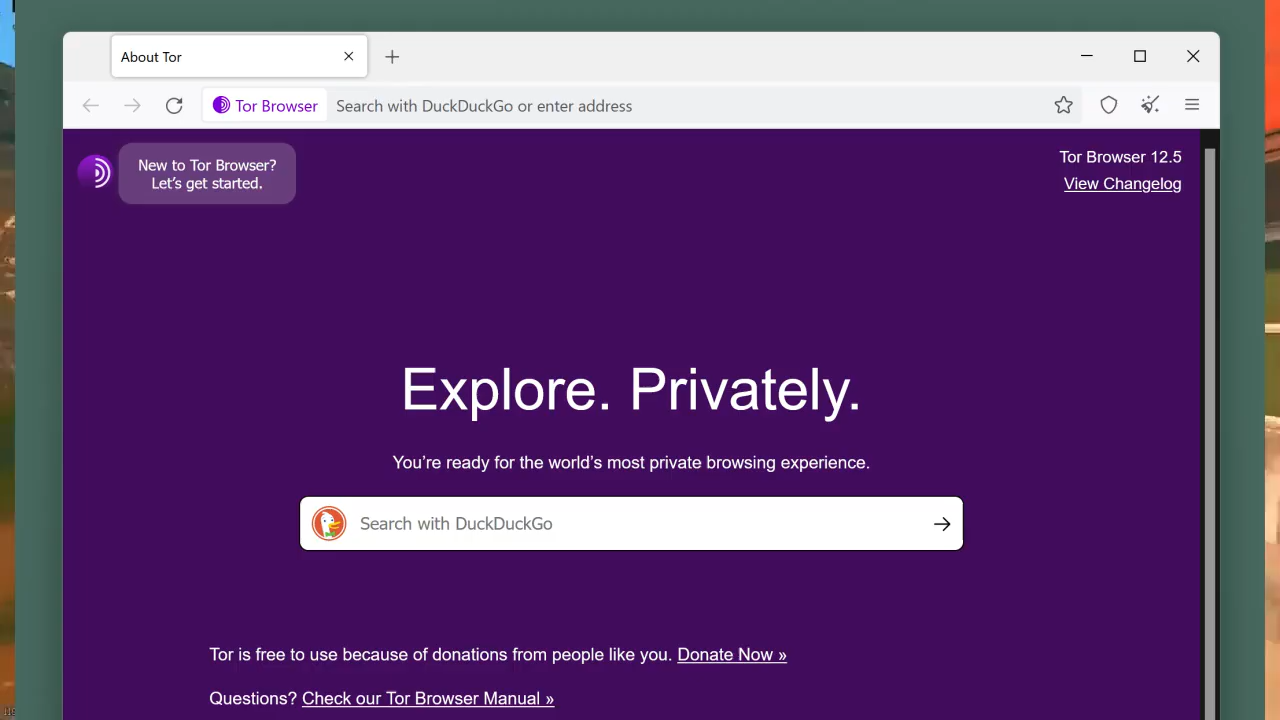 About Tor
Tor Browser
Search with DuckDuckGo or enter address
New to Tor Browser?
Let's get started.
Tor Browser 12.5
View Changelog
Explore. Privately.
You're ready for the world's most private browsing experience.
Search with DuckDuckGo
Tor is free to use because of donations from people like you. Donate Now »
Questions? Check our Tor Browser Manual »